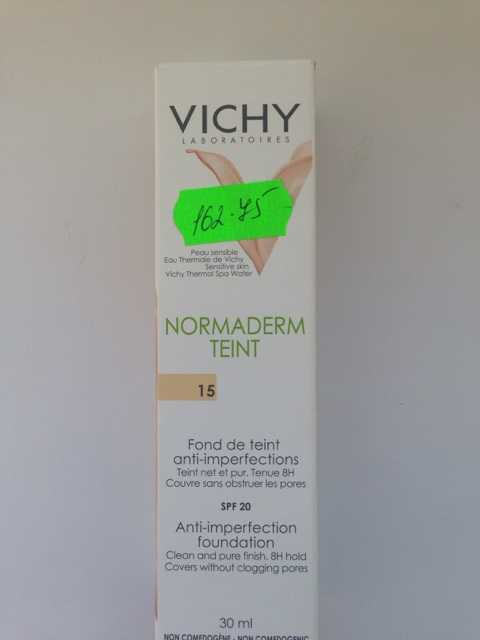 VICHY
LABORATOIRES
162-75
Peau sensible
Eau Thermale de Vichy
Sensitive skin
Vichy Thermal Spa Water
NORMADERM
TEINT
15
Fond de teint
anti-imperfections
Teint net et pur. Tenue 8H
Couvre sans obstruer les pores
SPF 20
Anti-imperfection
foundation
Clean and pure finish. 8H hold
Covers without clogging pores
30 ml
NON COMEDOGÈNE - NON COMEDOGENIC